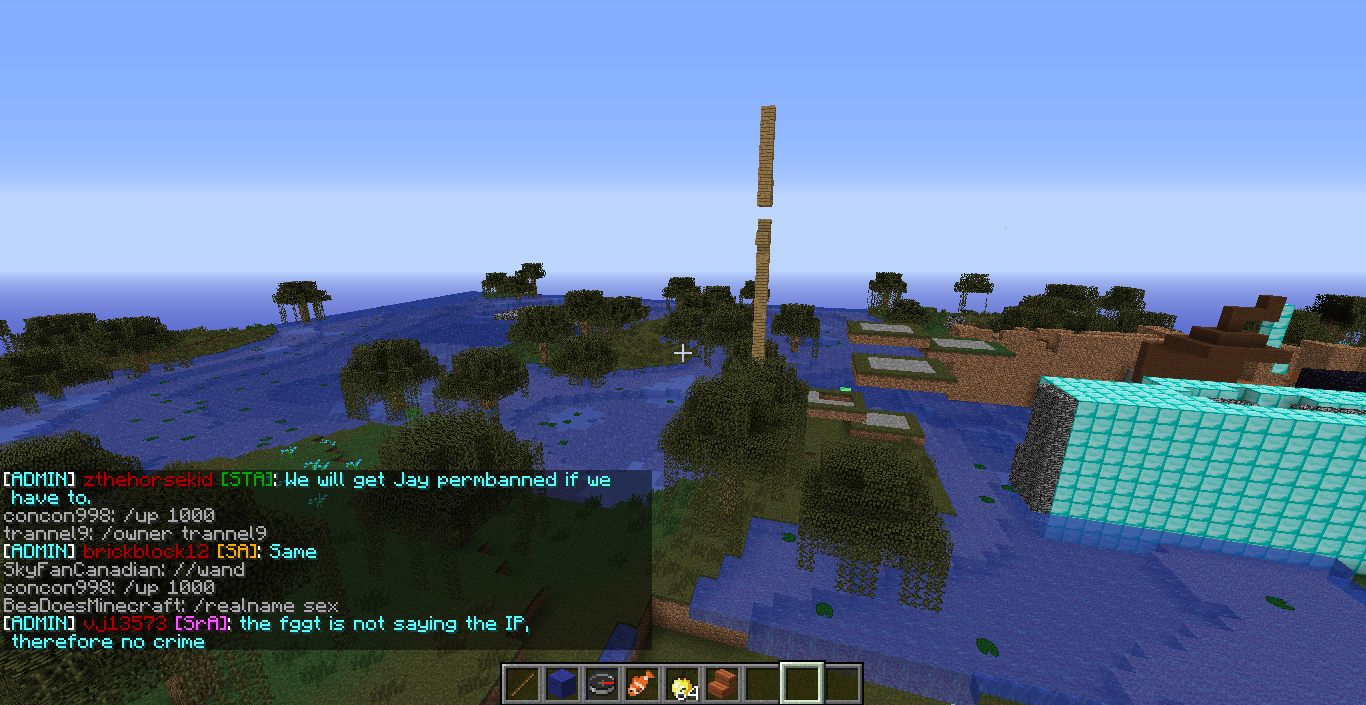 [ADMIN] zthehorsekid [STA]: We will get Jay permbanned if we
have to.
concon998: /up 1000
trannel9: /owner trannel9
[ADMIN] brickblock12 [SA]: Same
SkyFanCanadian: //wand
concon998: /up 1000
BeaDoesMinecraft: /realname sex
[ADMIN] vj13573 [SrA]: the fggt is not saying the IP,
therefore no crime
64